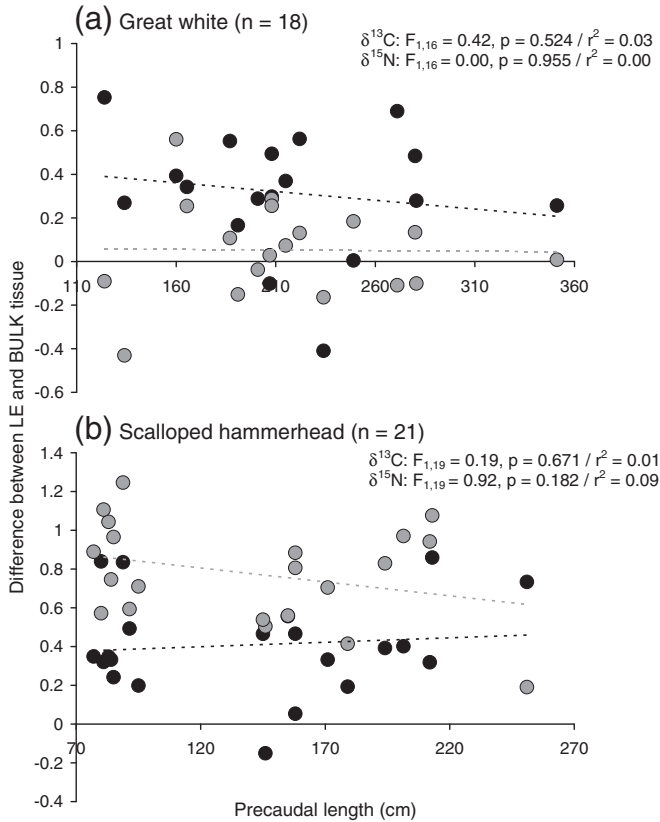 (a) Great white (n = 18)
δ¹³C: F₁,₁₆ = 0.42, p = 0.524 / r² = 0.03
δ¹⁵N: F₁,₁₆ = 0.00, p = 0.955 / r² = 0.00
1
0.8
0.6
0.4
0.2
0
-0.2
-0.4
-0.6
110 160 210 260 310 360
Difference between LE and BULK tissue
(b) Scalloped hammerhead (n = 21)
δ¹³C: F₁,₁₉ = 0.19, p = 0.671 / r² = 0.01
δ¹⁵N: F₁,₁₉ = 0.92, p = 0.182 / r² = 0.09
1.4
1.2
1
0.8
0.6
0.4
0.2
0
-0.2
-0.4
70 120 170 220 270
Precaudal length (cm)